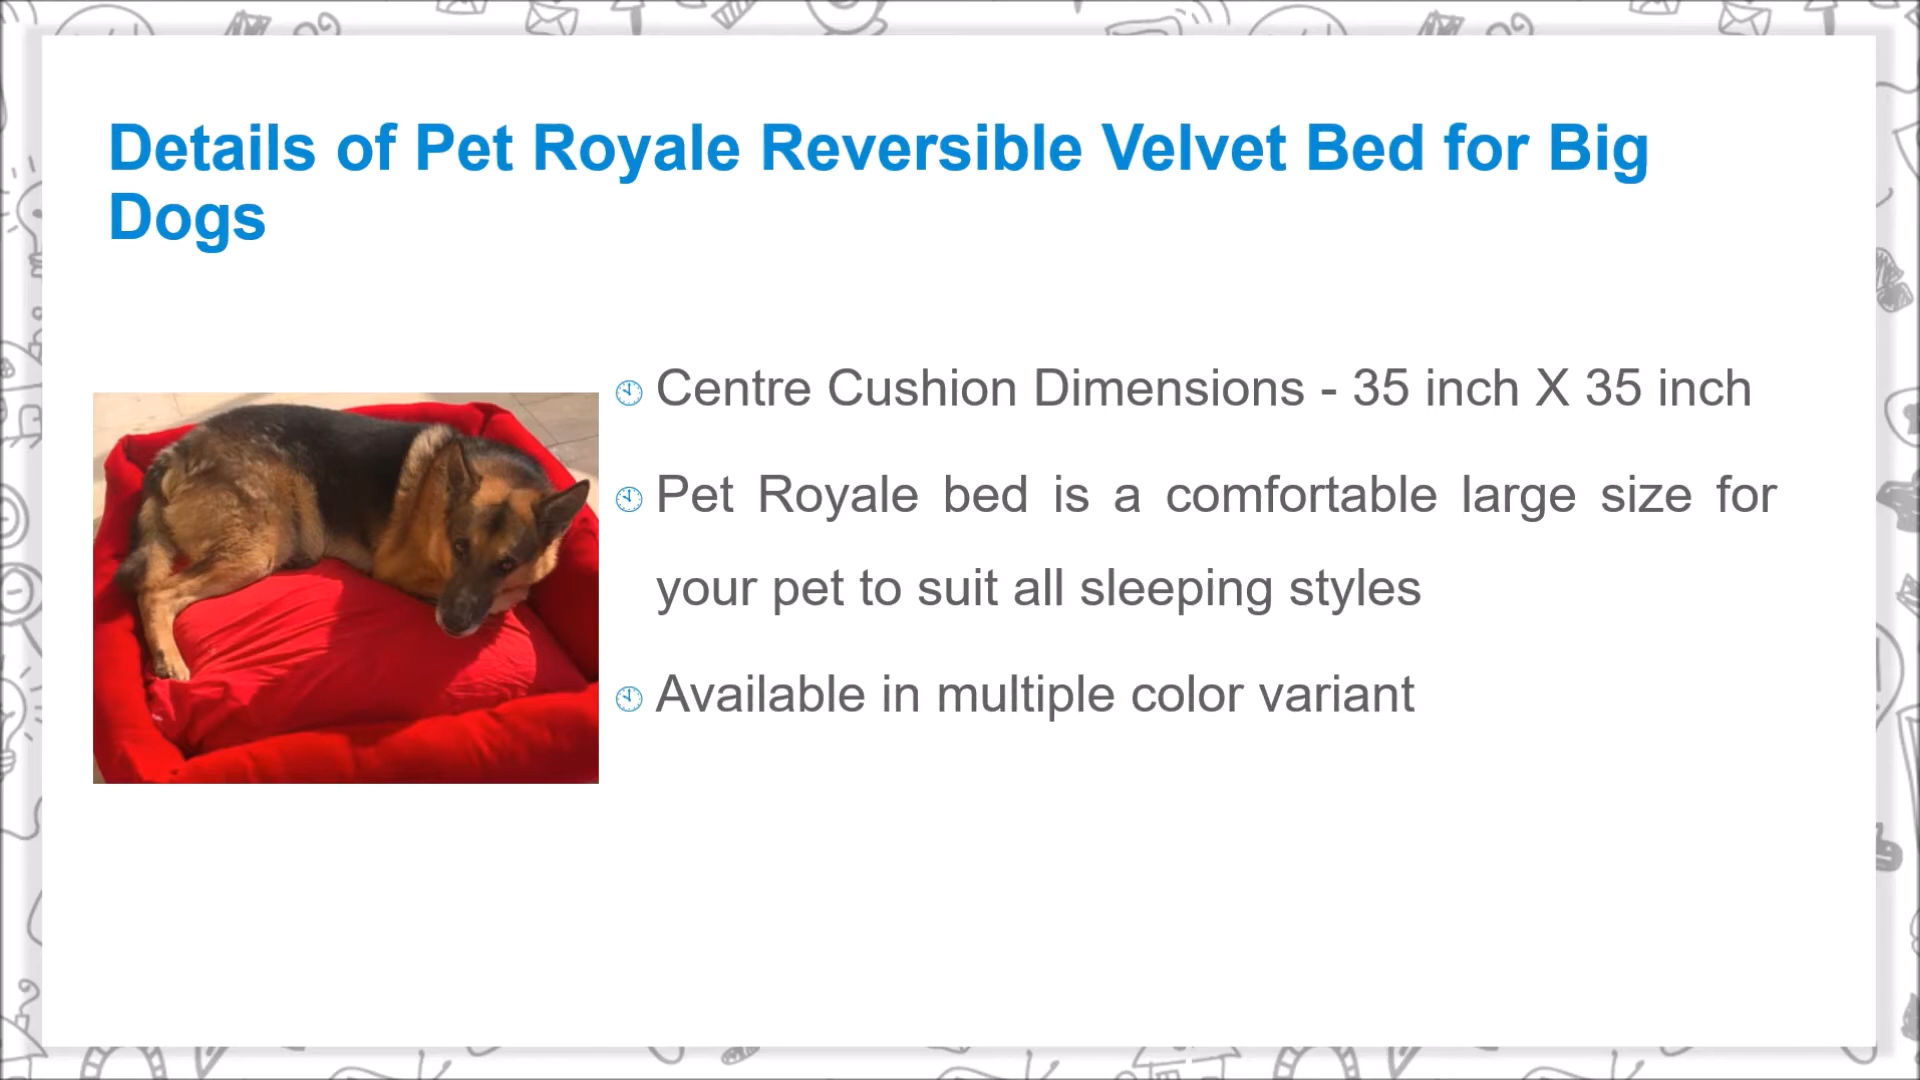 Details of Pet Royale Reversible Velvet Bed for Big
Dogs
Centre Cushion Dimensions - 35 inch X 35 inch
Pet Royale bed is a comfortable large size for
your pet to suit all sleeping styles
Available in multiple color variant